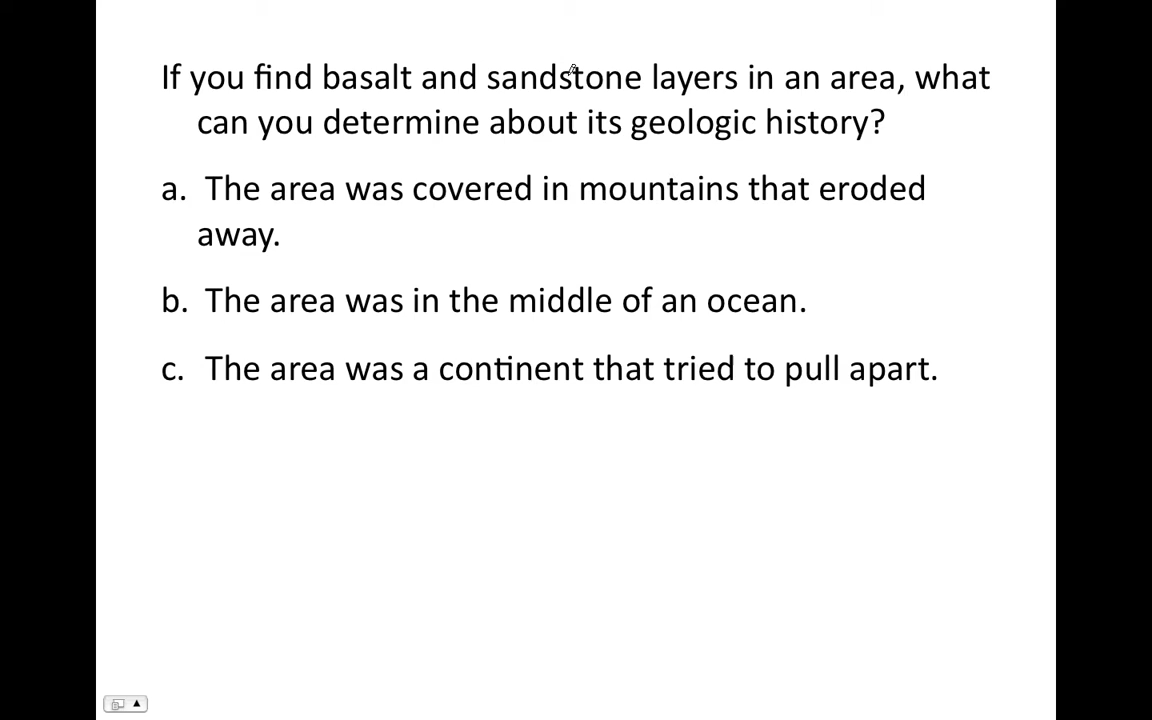 If you find basalt and sandstone layers in an area, what
can you determine about its geologic history?
a. The area was covered in mountains that eroded
away.
b. The area was in the middle of an ocean.
c. The area was a continent that tried to pull apart.